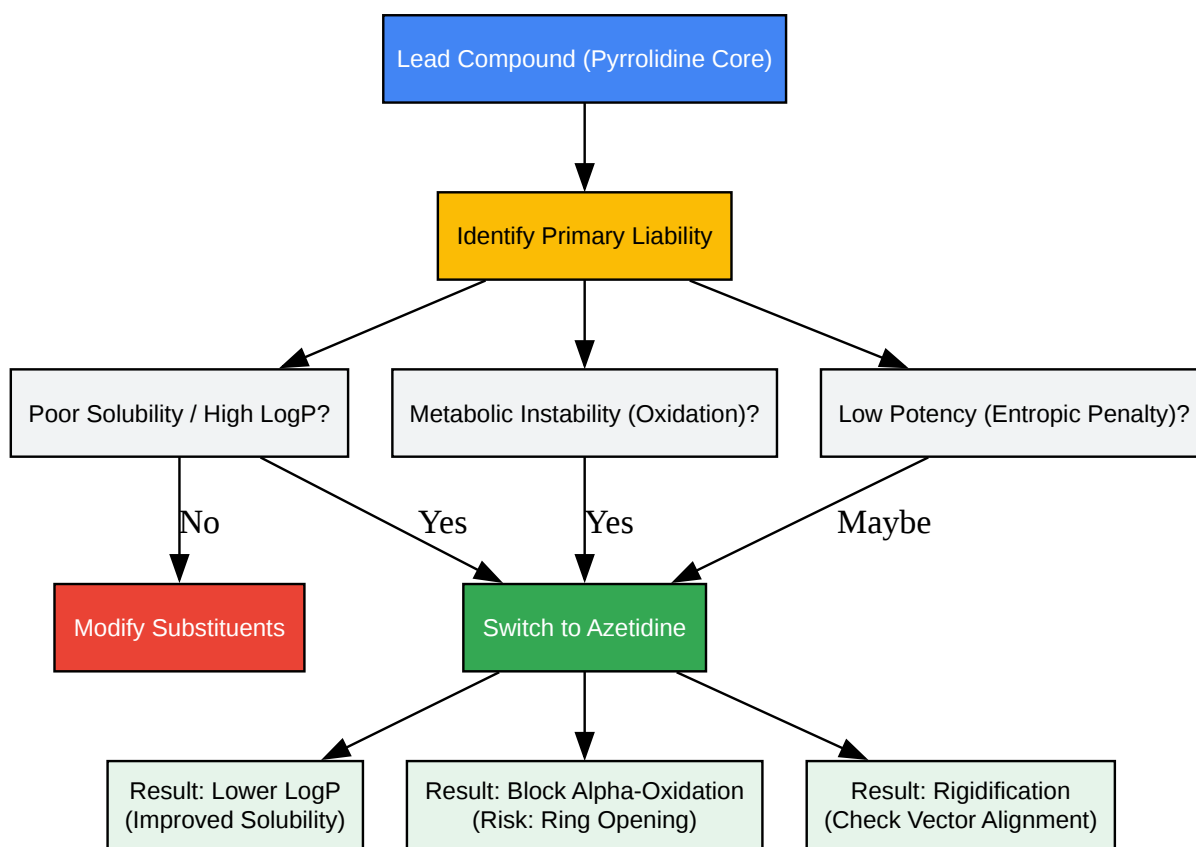 Lead Compound (Pyrrolidine Core)
Identify Primary Liability
Poor Solubility / High LogP?
Metabolic Instability (Oxidation)?
Low Potency (Entropic Penalty)?
No
Yes
Yes
Maybe
Modify Substituents
Switch to Azetidine
Result: Lower LogP
(Improved Solubility)
Result: Block Alpha-Oxidation
(Risk: Ring Opening)
Result: Rigidification
(Check Vector Alignment)